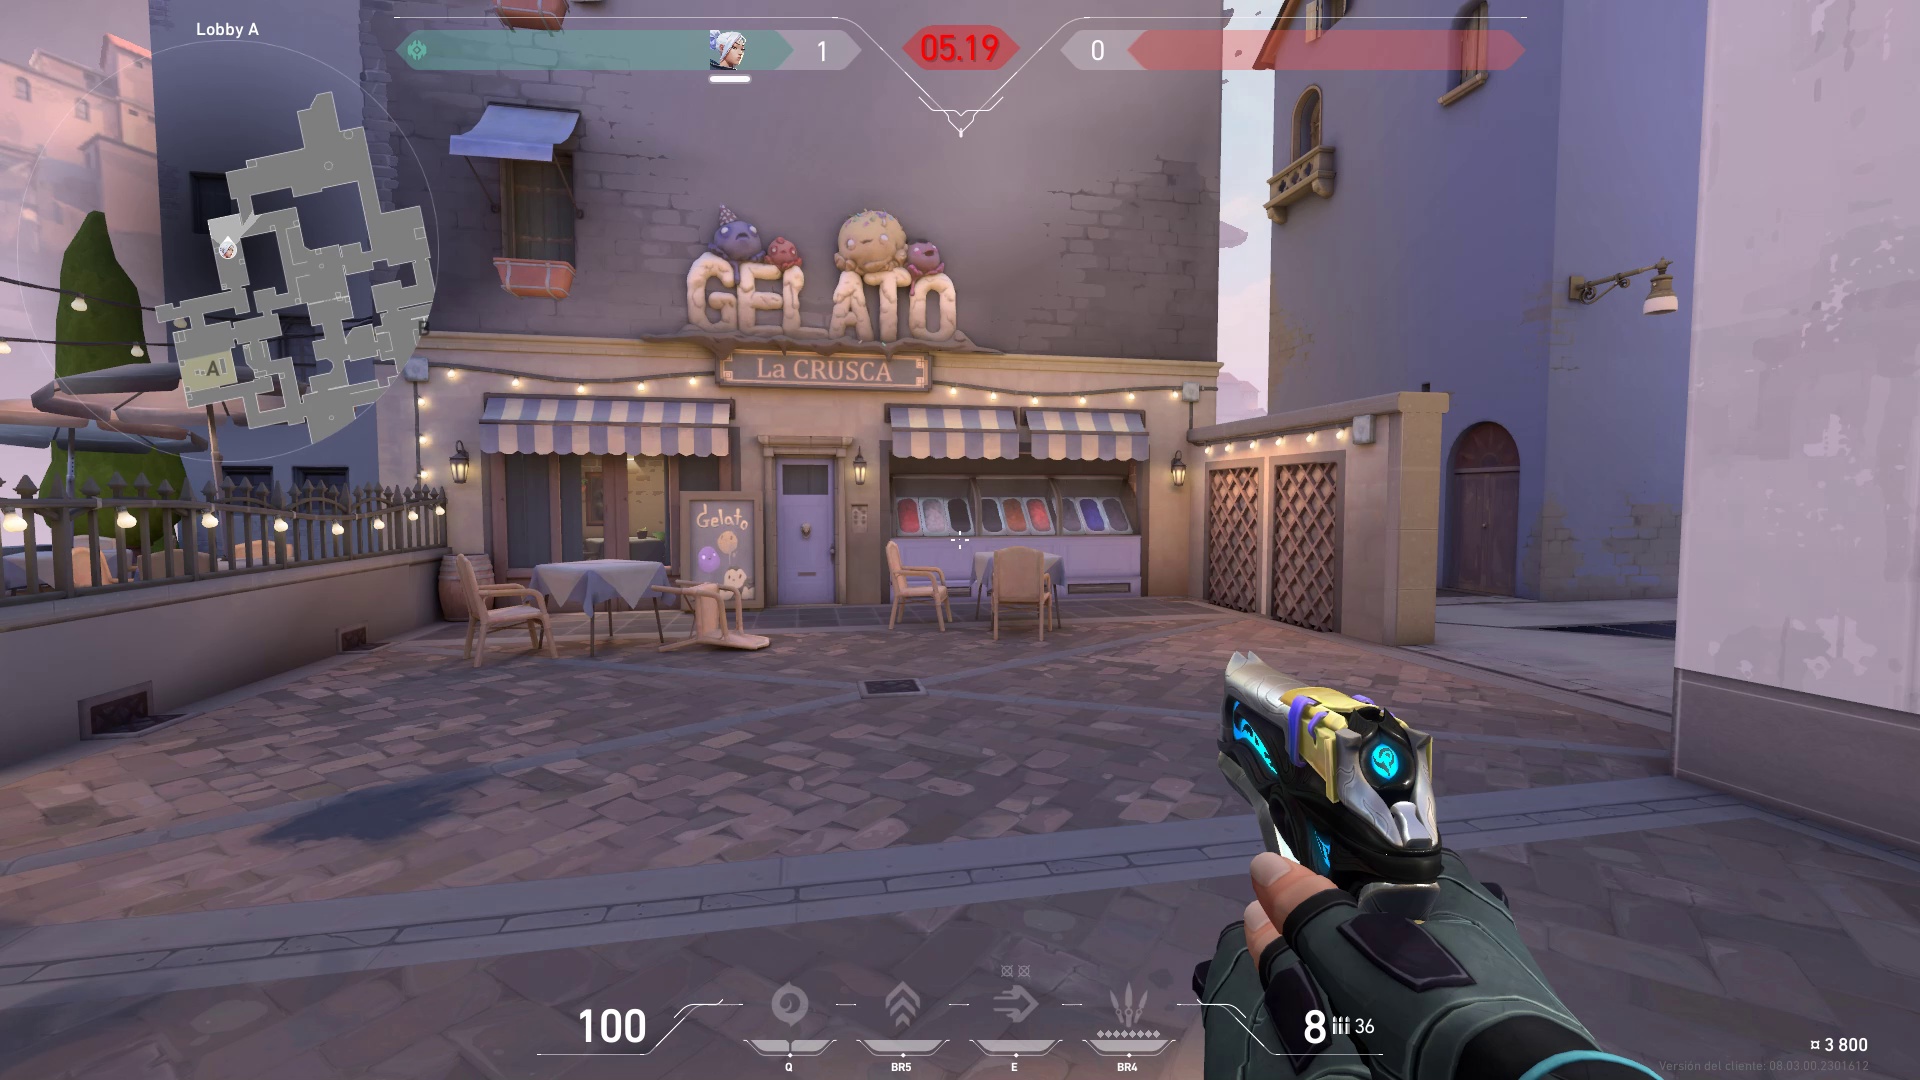 Lobby A
1
05.19
0
GELATO
La CRUSCA
AI
Gelato
100
8
36
3 800
Q
BR5
E
BR4
Versión del cliente: 08.03.00.2301612